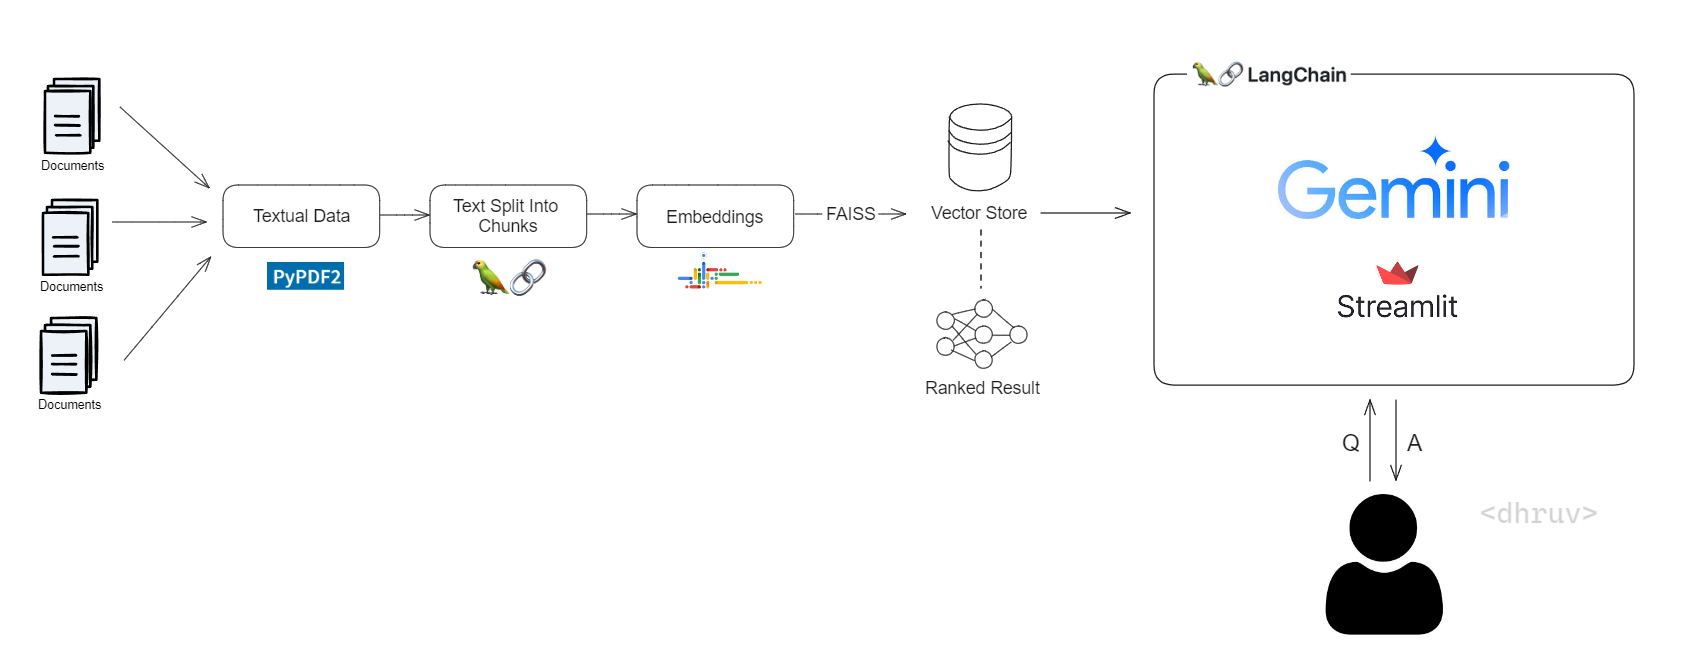 LangChain
Documents
Documents
Documents
Textual Data
PyPDF2
Text Split Into
Chunks
Embeddings
FAISS
Vector Store
Ranked Result
Gemini
Streamlit
Q
A
<dhruv>